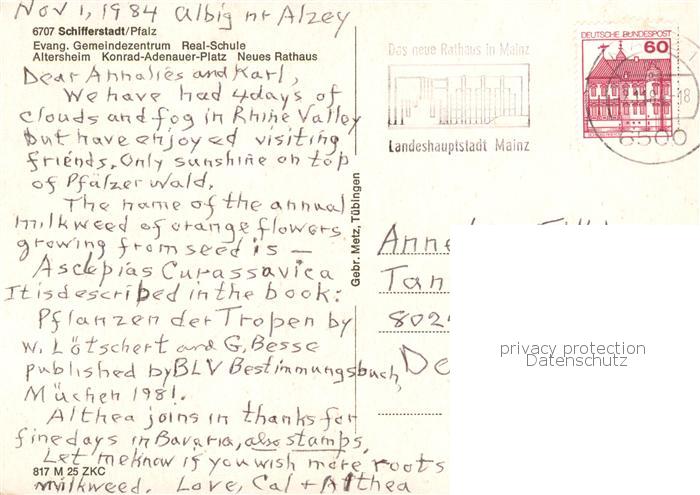 Nov 1, 1984 Albig nr Alzey
6707 Schifferstadt/Pfalz
Evang. Gemeindezentrum Real-Schule
Altersheim Konrad-Adenauer-Platz Neues Rathaus
Dear Annalies and Karl,
We have had 4 days of
clouds and fog in Rhine Valley
but have enjoyed visiting
friends. Only sunshine on top
of Pfälzer Wald.
The name of the annual
milkweed of orange flowers
growing from seed is —
Asclepias Curassavica
It is described in the book:
Pflanzen der Tropen by
W. Lötschert and G. Besse
published by BLV Bestimmungsbuch,
Müchen 1981.
Althea joins in thanks for
fine days in Bavaria, also stamps.
Let me know if you wish more roots
milkweed. Love, Cal + Althea
817 M 25 ZKC
Gebr. Metz, Tübingen
Das neue Rathaus in Mainz
Landeshauptstadt Mainz
DEUTSCHE BUNDESPOST
60
-18
6500
Anne
Tan
802
De
privacy protection
Datenschutz